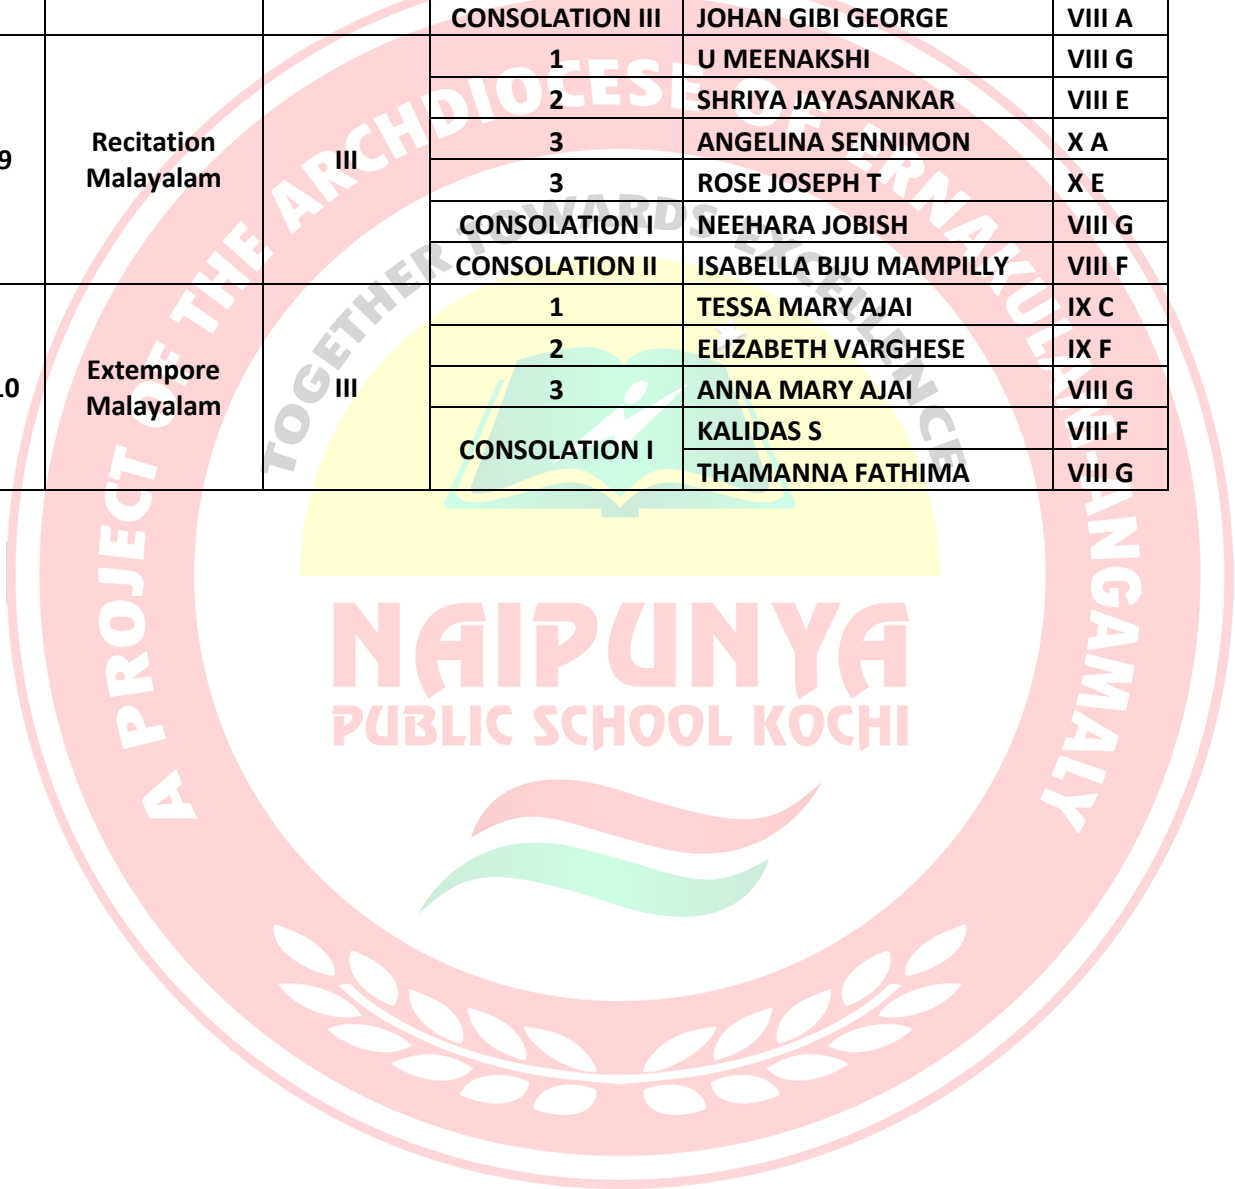 CONSOLATION III JOHAN GIBI GEORGE VIII A
9 Recitation Malayalam III 1 U MEENAKSHI VIII G
2 SHRIYA JAYASANKAR VIII E
3 ANGELINA SENNIMON X A
3 ROSE JOSEPH T X E
CONSOLATION I NEEHARA JOBISH VIII G
CONSOLATION II ISABELLA BIJU MAMPILLY VIII F
10 Extempore Malayalam III 1 TESSA MARY AJAI IX C
2 ELIZABETH VARGHESE IX F
3 ANNA MARY AJAI VIII G
CONSOLATION I KALIDAS S VIII F
THAMANNA FATHIMA VIII G
A PROJECT OF THE ARCHDIOCESE OF ERNAKULAM-ANGAMALY
TOGETHER TOWARDS EXCELLENCE
NAIPUNYA
PUBLIC SCHOOL KOCHI